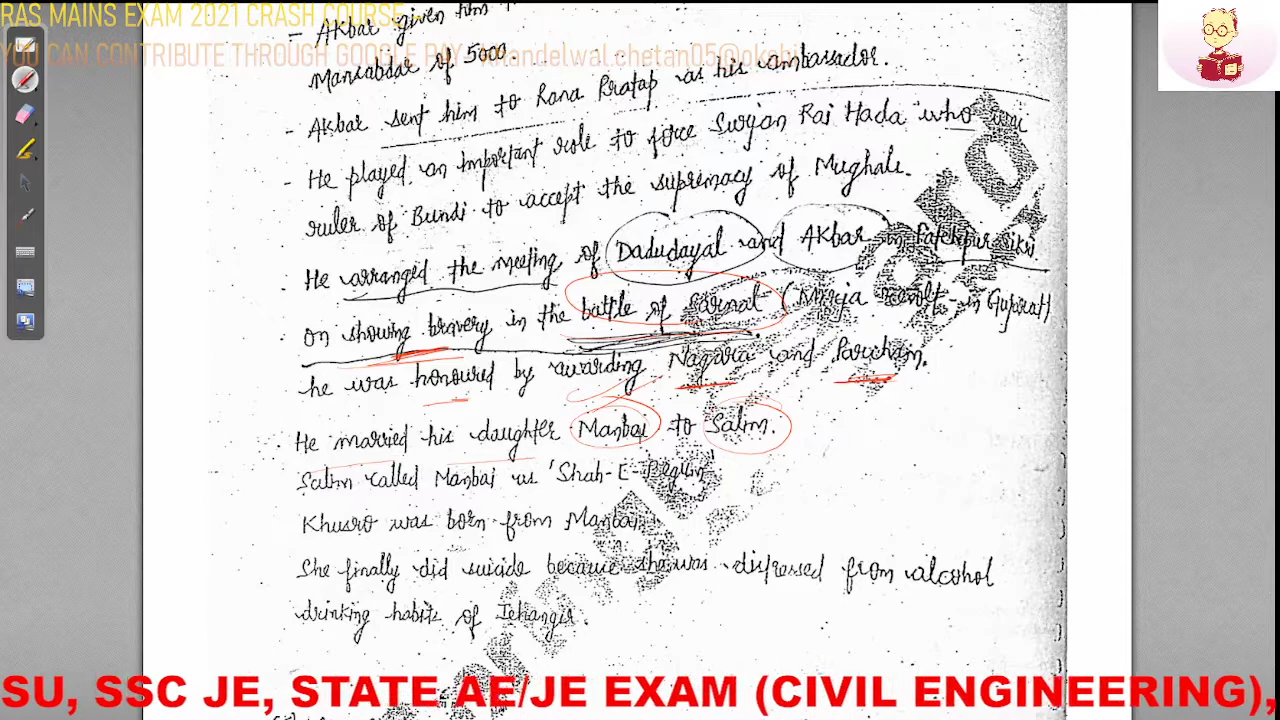 RAS MAINS EXAM 2021 CRASH COURSE -
YOU CAN CONTRIBUTE THROUGH GOOGLE PAY- khandelwal.chetan05@okhi
- Akbar given him
Mansabdar of 5000.
- Akbar sent him to Rana Pratap as his ambasador.
- He played an important role to force Surjan Rai Hada who
ruler of Bundi to accept the supremacy of Mughals.
. He arranged the meeting of Dadudayal and Akbar in Fatehpur Sikri
. on showing bravery in the battle of Sarnal (Mirja revolt- in Gujarat)
he was honoured by awarding Nagara and Parcham.
. He married his daughter Manbai to Salim.
Salim called Manbai as 'Shah-E-Begum
Khusro was born from Manbai.
She finally did suicide because she was dipressed from alcohol
drinking habits of Jehangir.
SU, SSC JE, STATE AE/JE EXAM (CIVIL ENGINEERING),